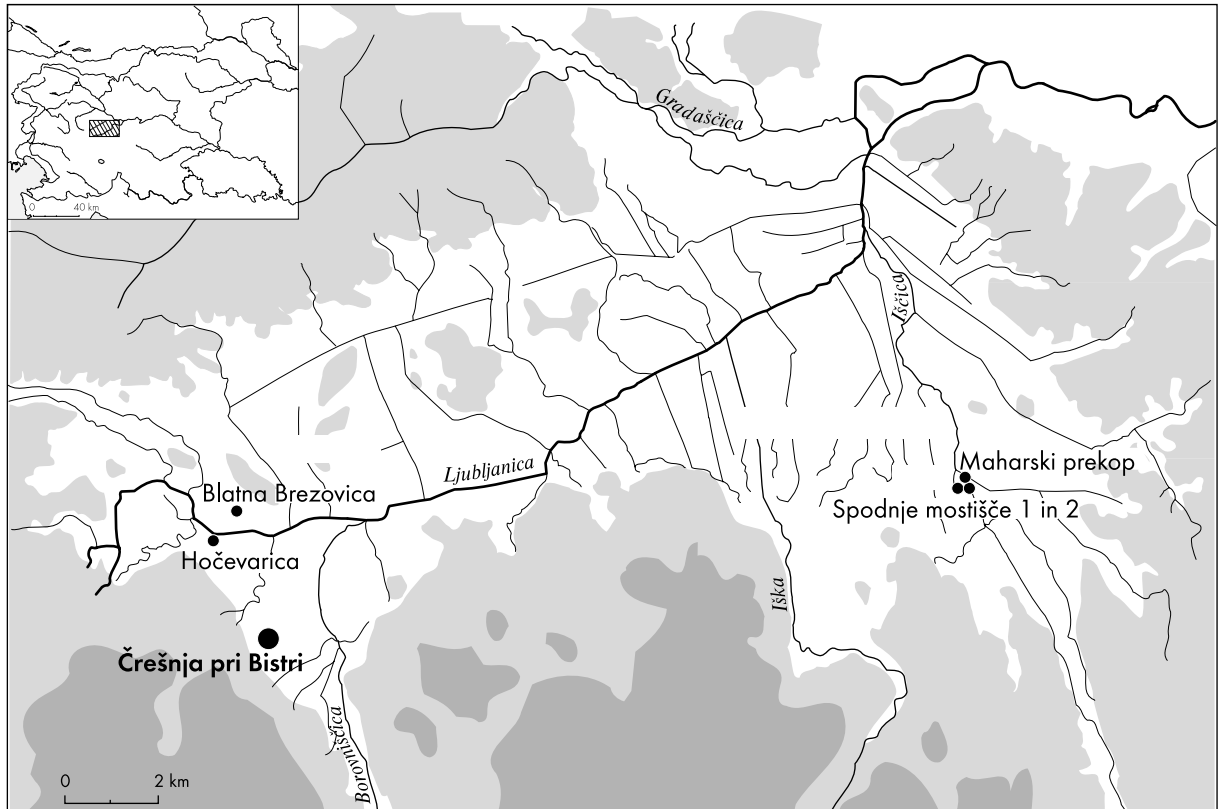 0 40 km
Gradaščica
Iščica
Maharski prekop
Ljubljanica
Blatna Brezovica
Spodnje mostišče 1 in 2
Hočevarica
Iška
Črešnja pri Bistri
Borovniščica
0 2 km